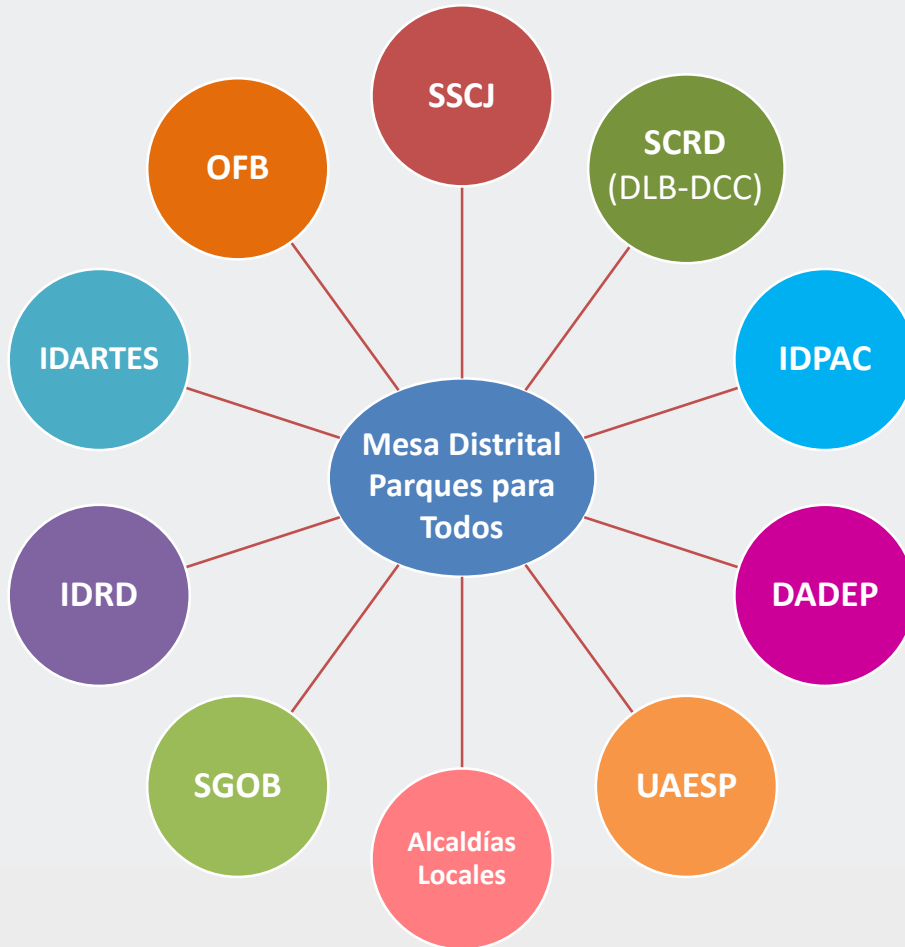 SSCJ
SCRD
(DLB-DCC)
OFB
IDARTES
IDPAC
Mesa Distrital
Parques para
Todos
IDRD
DADEP
SGOB
UAESP
Alcaldías
Locales